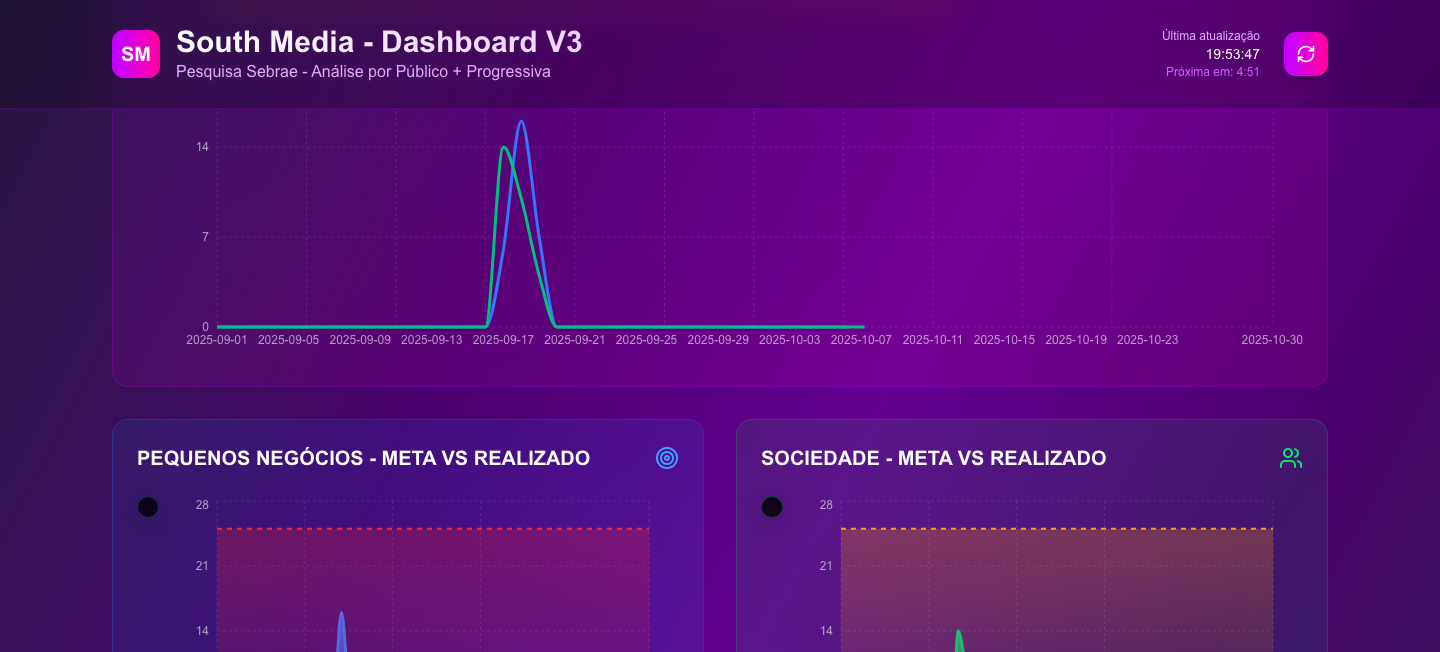 SM
South Media - Dashboard V3
Pesquisa Sebrae - Análise por Público + Progressiva
Última atualização
19:53:47
Próxima em: 4:51
14
7
0
2025-09-01 2025-09-05 2025-09-09 2025-09-13 2025-09-17 2025-09-21 2025-09-25 2025-09-29 2025-10-03 2025-10-07 2025-10-11 2025-10-15 2025-10-19 2025-10-23 2025-10-30
PEQUENOS NEGÓCIOS - META VS REALIZADO
28
21
14
SOCIEDADE - META VS REALIZADO
28
21
14